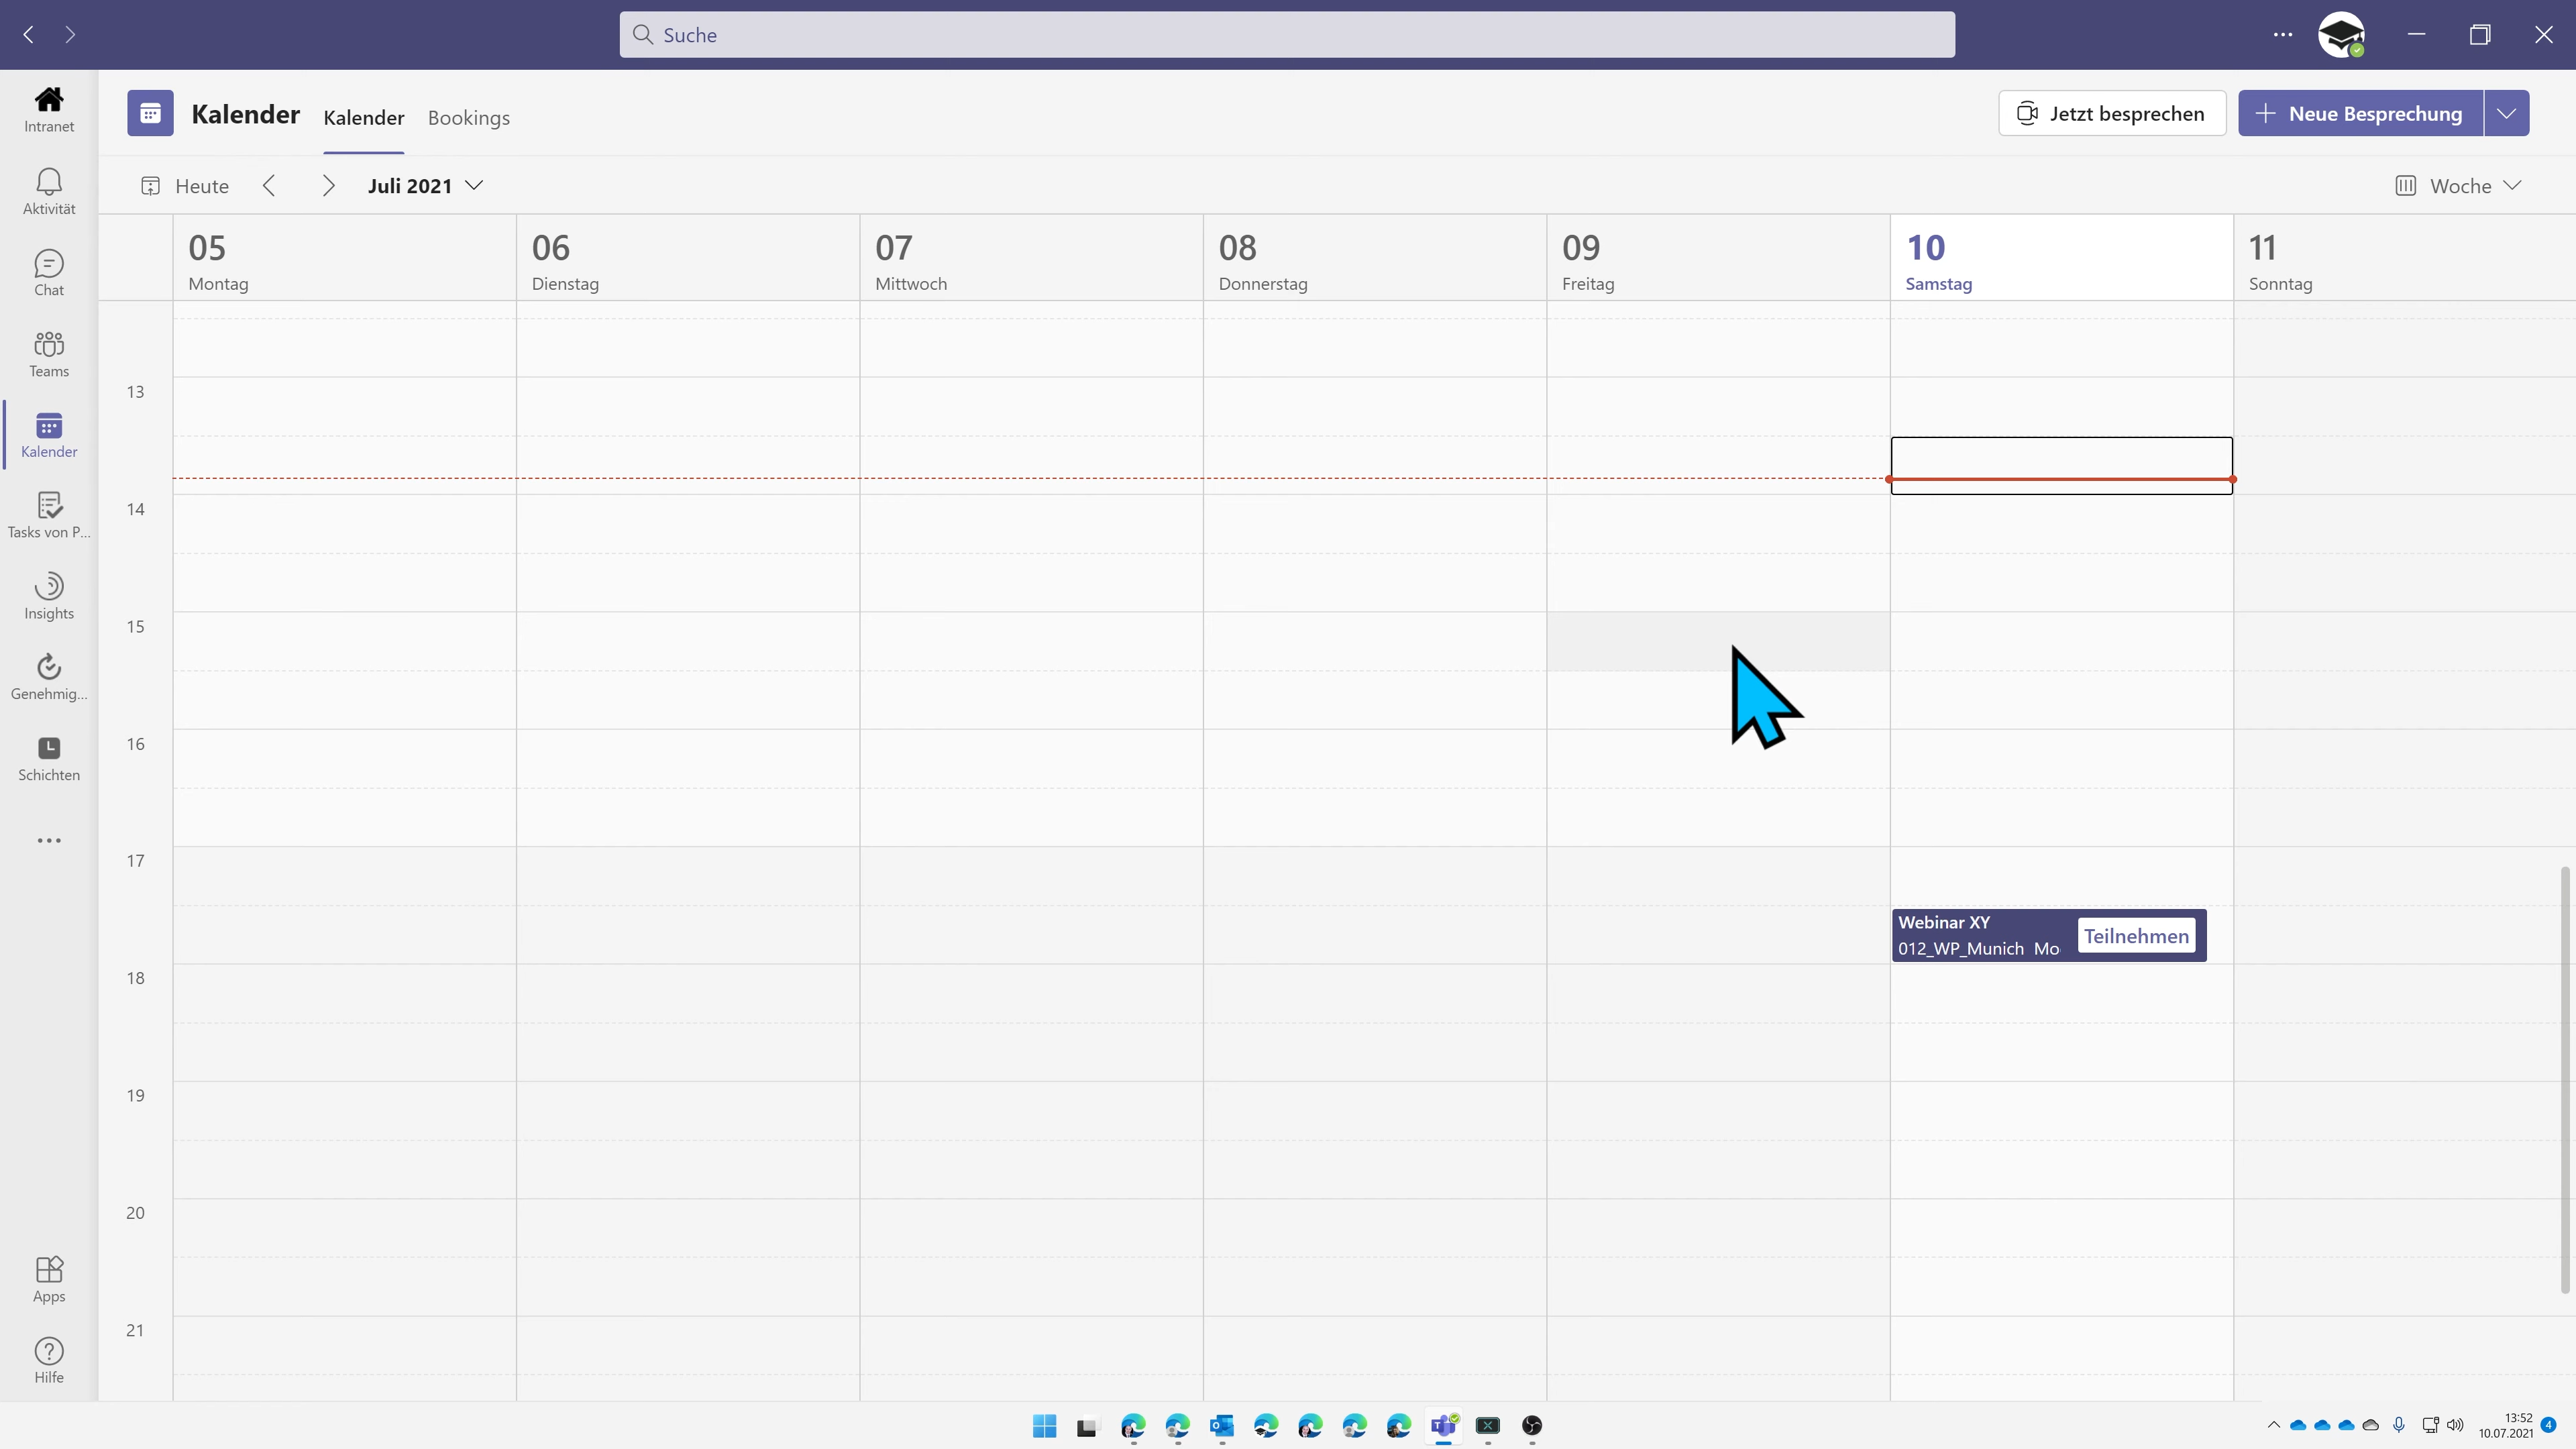 Suche
Intranet
Aktivität
Chat
Teams
Kalender
Tasks von P...
Insights
Genehmig...
Schichten
Apps
Hilfe
Kalender Kalender Bookings
Jetzt besprechen
Neue Besprechung
Heute
Juli 2021
Woche
05
Montag
06
Dienstag
07
Mittwoch
08
Donnerstag
09
Freitag
10
Samstag
11
Sonntag
13
14
15
16
17
Webinar XY
012_WP_Munich Mo
Teilnehmen
18
19
20
21
13:52
10.07.2021
4